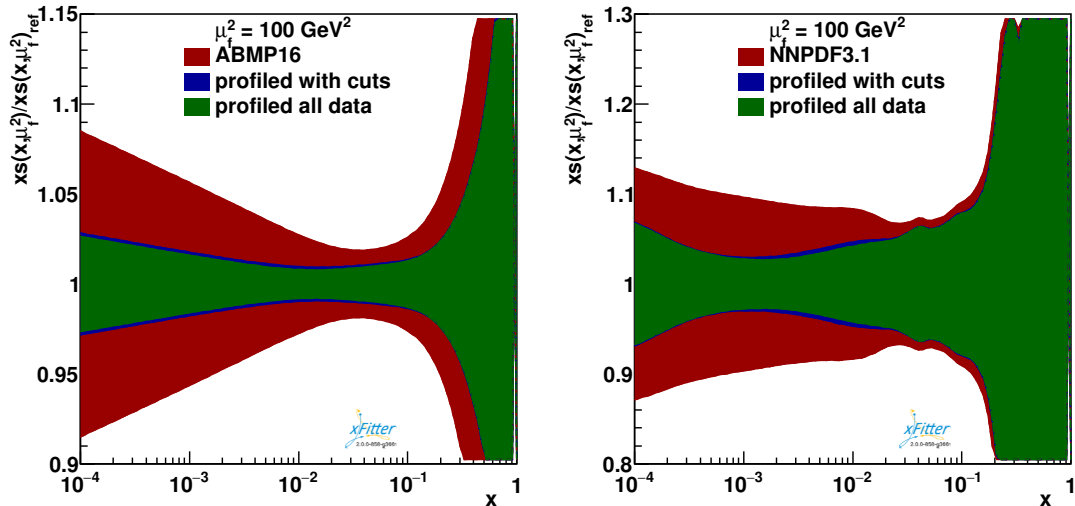 μ_f² = 100 GeV²
ABMP16
profiled with cuts
profiled all data
xs(x,μ_f²)/xs(x,μ_f²)_ref
1.15
1.1
1.05
1
0.95
0.9
10⁻⁴
10⁻³
10⁻²
10⁻¹
1
x
xFitter
μ_f² = 100 GeV²
NNPDF3.1
profiled with cuts
profiled all data
xs(x,μ_f²)/xs(x,μ_f²)_ref
1.3
1.2
1.1
1
0.9
0.8
10⁻⁴
10⁻³
10⁻²
10⁻¹
1
x
xFitter